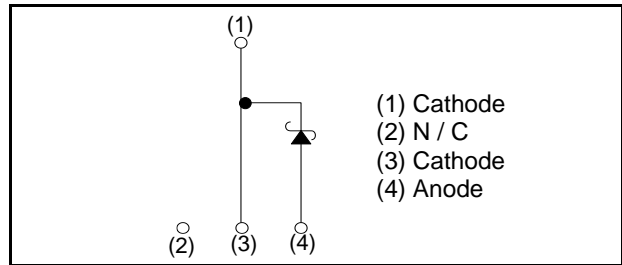 (1)
(1) Cathode
(2) N / C
(3) Cathode
(4) Anode
(2) (3) (4)